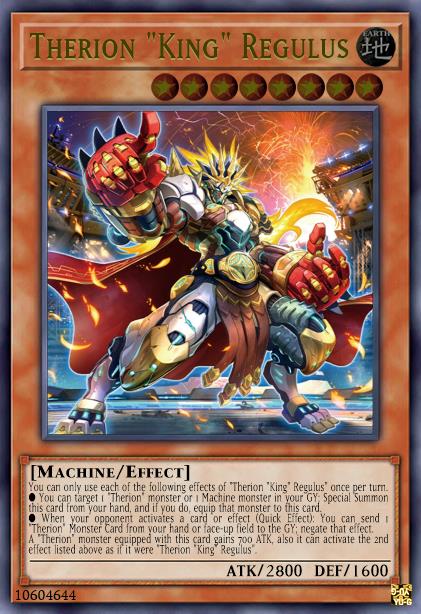 Therion "King" Regulus
EARTH
地
[Machine/Effect]
You can only use each of the following effects of "Therion "King" Regulus" once per turn.
● You can target 1 "Therion" monster or 1 Machine monster in your GY; Special Summon
this card from your hand, and if you do, equip that monster to this card.
● When your opponent activates a card or effect (Quick Effect): You can send 1
"Therion" Monster Card from your hand or face-up field to the GY; negate that effect.
A "Therion" monster equipped with this card gains 700 ATK, also it can activate the 2nd
effect listed above as if it were "Therion "King" Regulus".
ATK/2800 DEF/1600
10604644